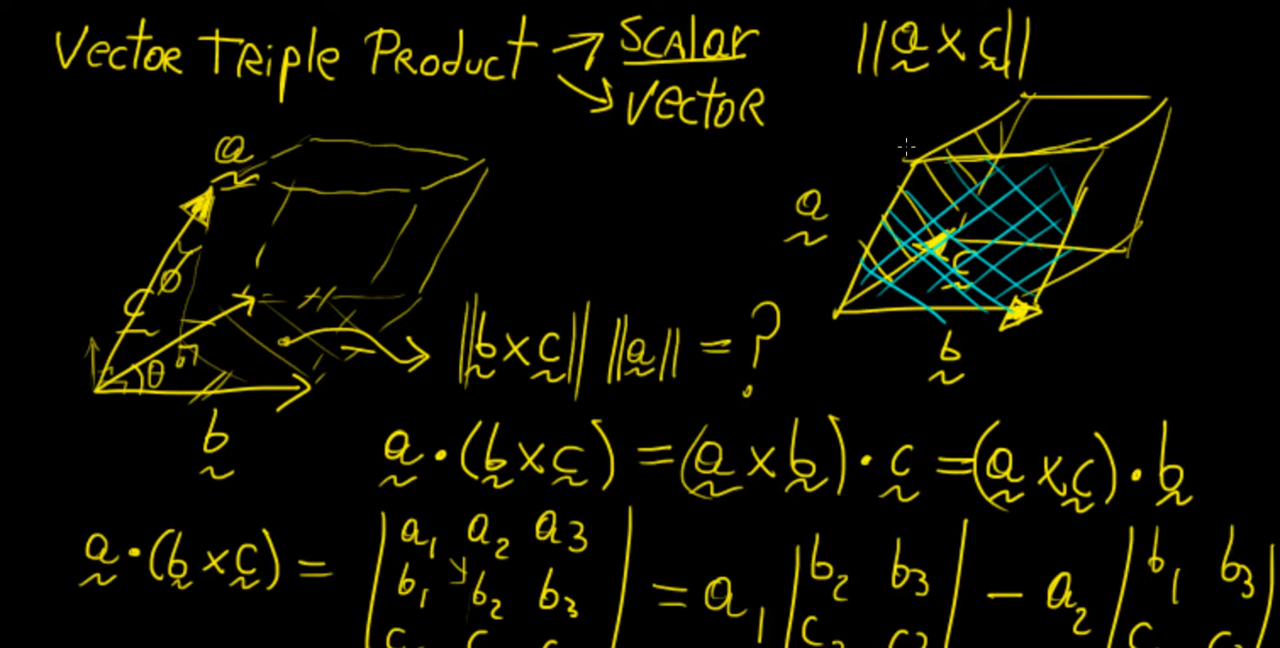 Vector Triple Product → Scalar
→ Vector
||a × c||
a
c
φ
θ
b
a
c
b
||b × c|| ||a|| = ?
a · (b × c) = (a × b) · c = (a × c) · b
a · (b × c) = | a₁ a₂ a3 | = a₁ | b₂ b₃ | − a₂ | b₁ b₃ |
b₁ b₂ b₃